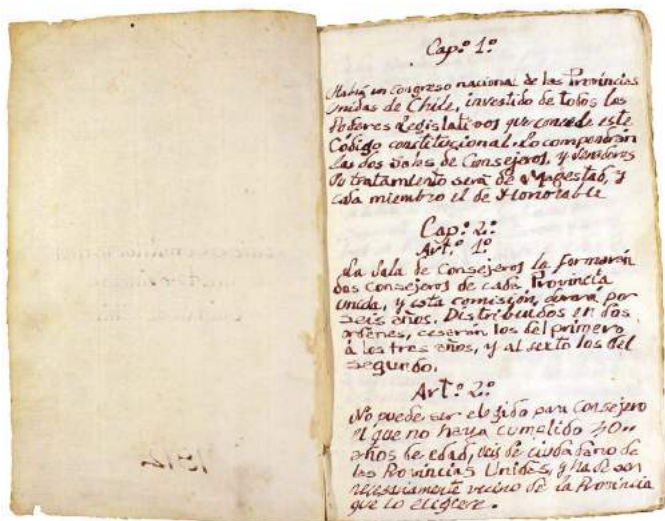 1812
Cap.º 1.º
Habrá un congreso nacional de las Provincias
Unidas de Chile, investido de todos los
Poderes Legislativos que concede este
Código constitucional. Lo compondrán
las dos Salas de Consejeros, y Senadores
Su tratamiento será de Magestad, y
cada miembro el de Honorable
Cap.º 2.º
Art.º 1.º
La Sala de Consejeros la formarán
dos Consejeros de cada Provincia
Unida, y esta comisión, durará por
seis años. Distribuidos en dos
ordenes, cesarán los del primero
á los tres años, y al sexto los del
segundo.
Art.º 2.º
No puede ser elegido para Consejero
el que no haya cumplido 40..
años de edad, seis de ciudadano de
las Provincias Unidas, y ha de ser
necesariamente vecino de la Provincia
que lo eligiere.